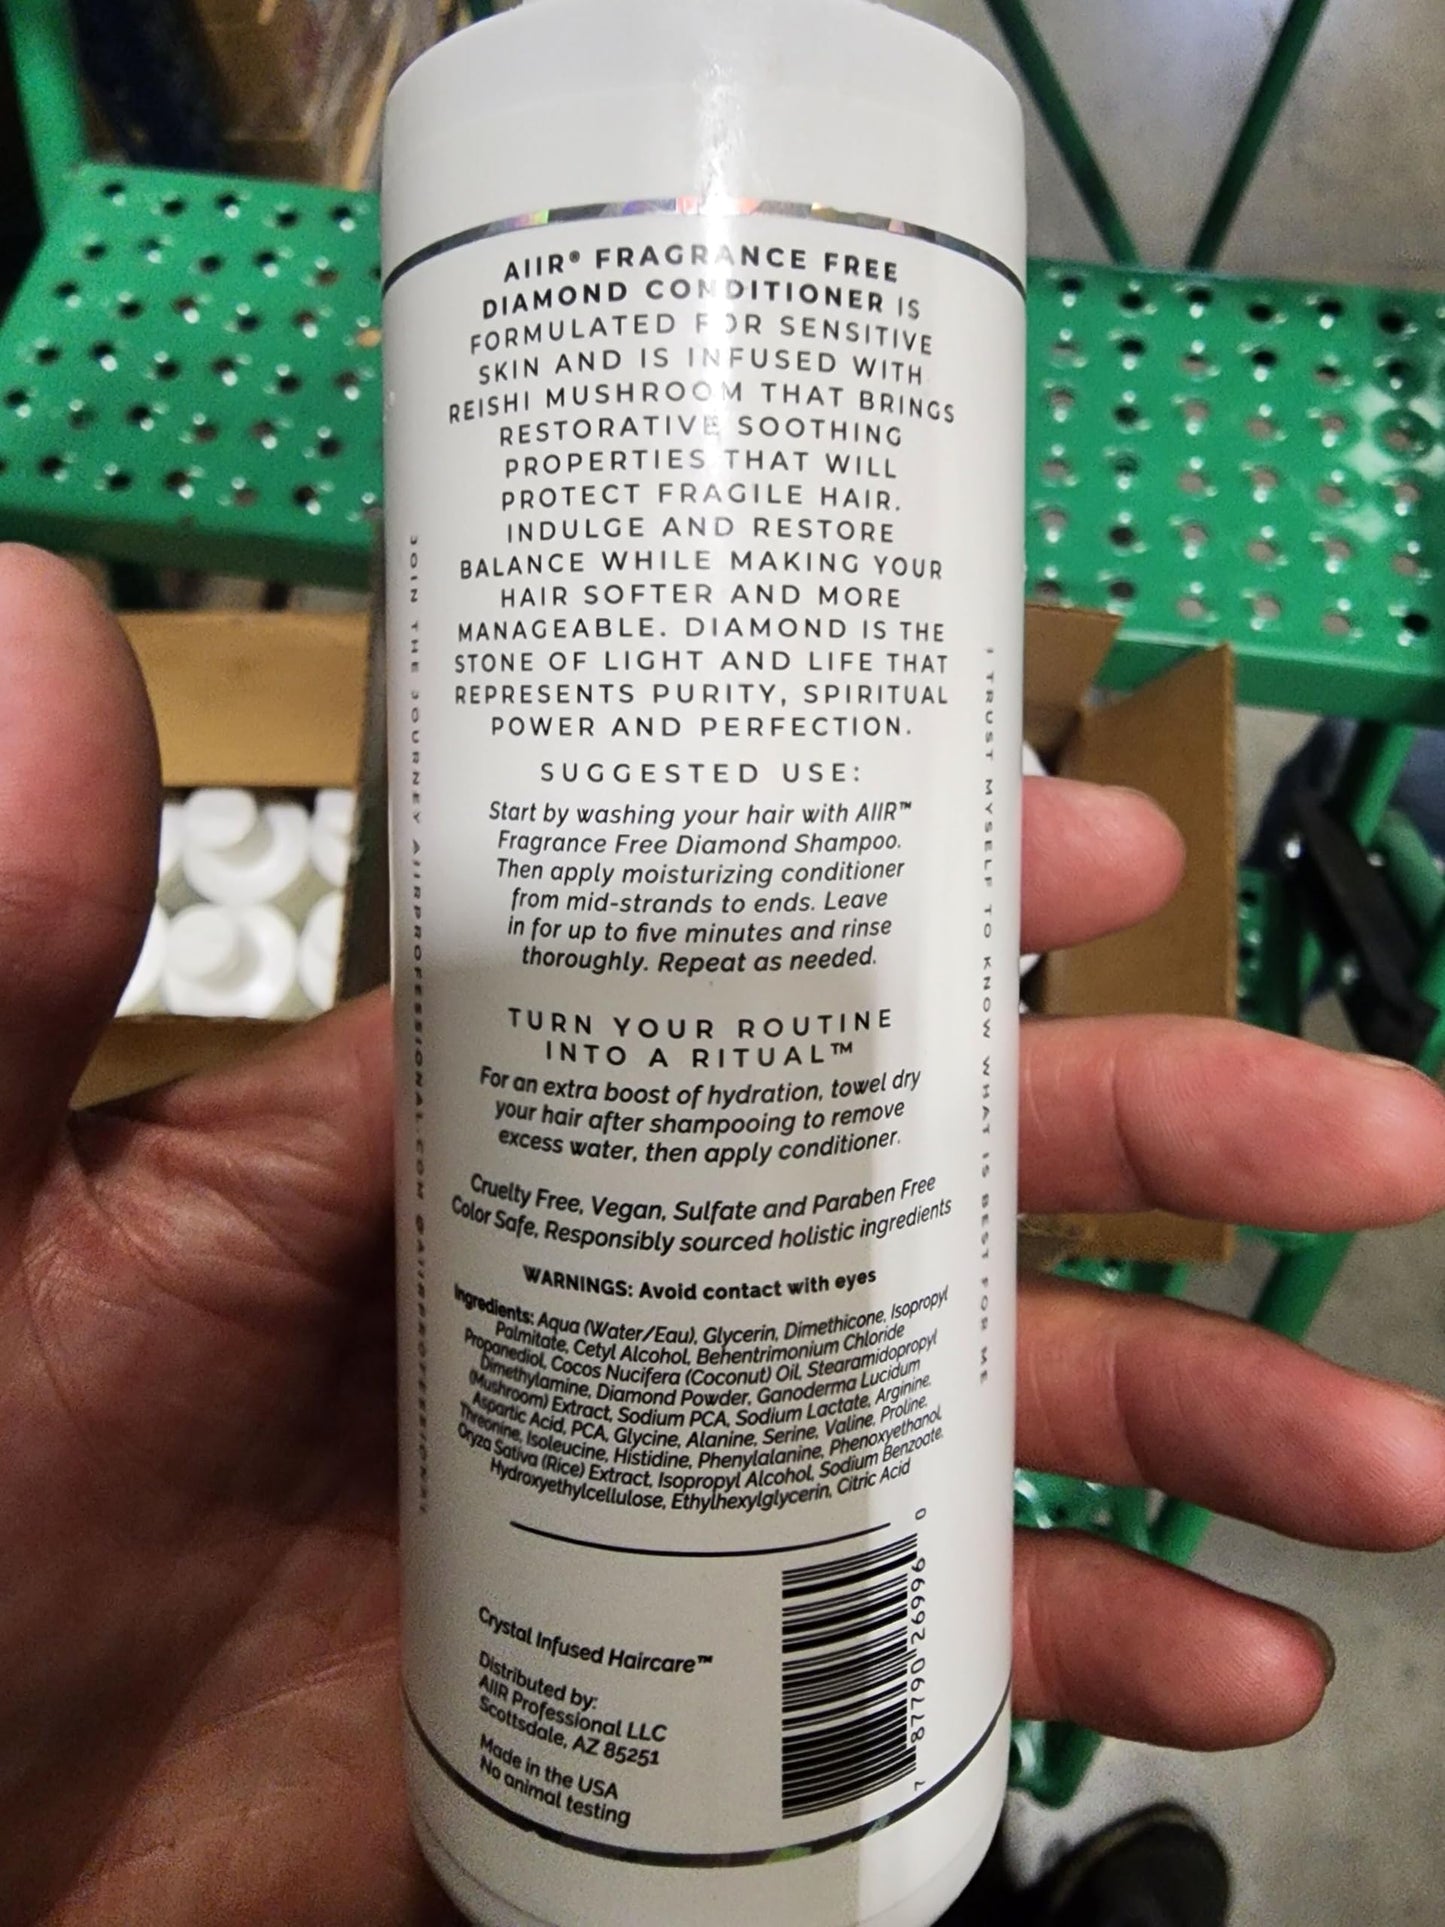 AIIR® FRAGRANCE FREE
DIAMOND CONDITIONER IS
FORMULATED FOR SENSITIVE
SKIN AND IS INFUSED WITH
REISHI MUSHROOM THAT BRINGS
RESTORATIVE SOOTHING
PROPERTIES THAT WILL
PROTECT FRAGILE HAIR.
INDULGE AND RESTORE
BALANCE WHILE MAKING YOUR
HAIR SOFTER AND MORE
MANAGEABLE. DIAMOND IS THE
STONE OF LIGHT AND LIFE THAT
REPRESENTS PURITY, SPIRITUAL
POWER AND PERFECTION.
SUGGESTED USE:
Start by washing your hair with AIIR™
Fragrance Free Diamond Shampoo.
Then apply moisturizing conditioner
from mid-strands to ends. Leave
in for up to five minutes and rinse
thoroughly. Repeat as needed.
TURN YOUR ROUTINE
INTO A RITUAL™
For an extra boost of hydration, towel dry
your hair after shampooing to remove
excess water, then apply conditioner.
Cruelty Free, Vegan, Sulfate and Paraben Free
Color Safe, Responsibly sourced holistic ingredients
WARNINGS: Avoid contact with eyes
Ingredients: Aqua (Water/Eau), Glycerin, Dimethicone, Isopropyl
Palmitate, Cetyl Alcohol, Behentrimonium Chloride
Propanediol, Cocos Nucifera (Coconut) Oil, Stearamidopropyl
Dimethylamine, Diamond Powder, Ganoderma Lucidum
(Mushroom) Extract, Sodium PCA, Sodium Lactate, Arginine,
Aspartic Acid, PCA, Glycine, Alanine, Serine, Valine, Proline,
Threonine, Isoleucine, Histidine, Phenylalanine, Phenoxyethanol,
Oryza Sativa (Rice) Extract, Isopropyl Alcohol, Sodium Benzoate,
Hydroxyethylcellulose, Ethylhexylglycerin, Citric Acid
Crystal Infused Haircare™
Distributed by:
AIIR Professional LLC
Scottsdale, AZ 85251
Made in the USA
No animal testing
7 87790 26996 0
JOIN THE JOURNEY AIIRPROFESSIONAL.COM @AIIRPROFESSIONAL
I TRUST MYSELF TO KNOW WHAT IS BEST FOR ME